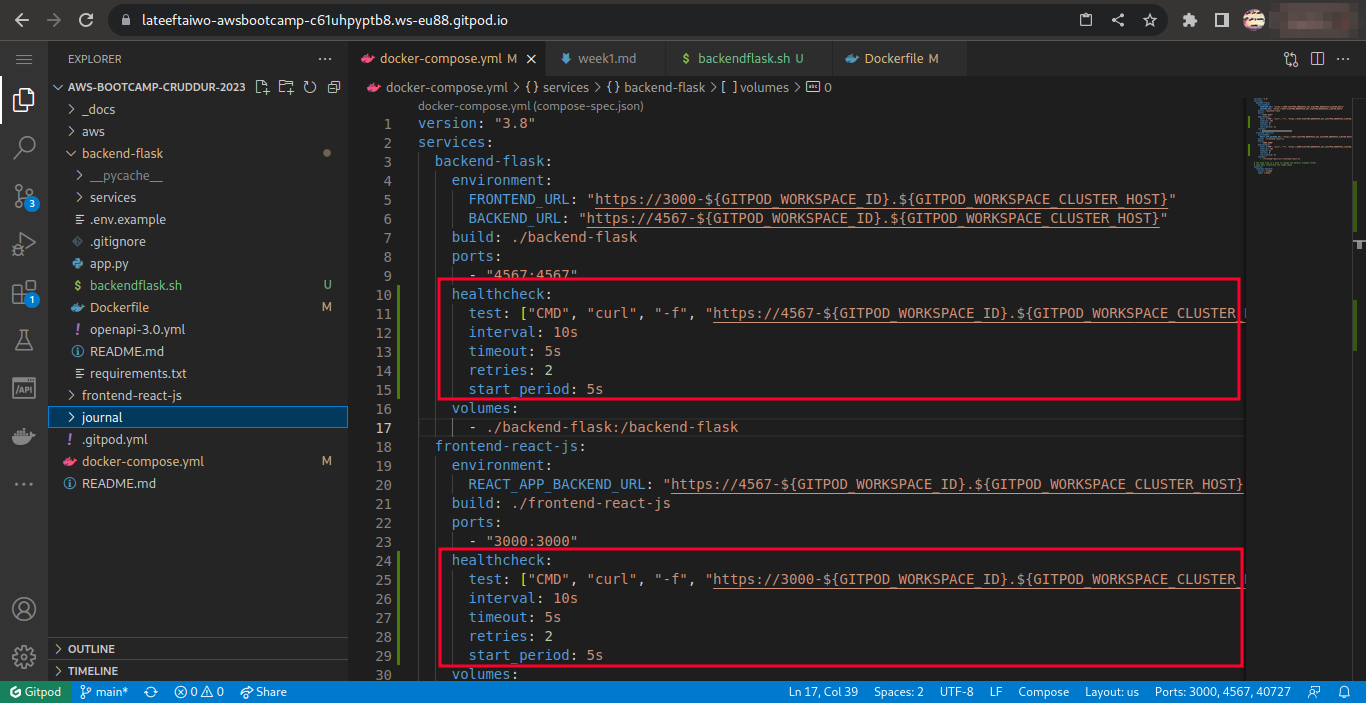 lateeftaiwo-awsbootcamp-c61uhpyptb8.ws-eu88.gitpod.io
EXPLORER
docker-compose.yml M
week1.md
$ backendflask.sh U
Dockerfile M
AWS-BOOTCAMP-CRUDDUR-2023
docker-compose.yml > {} services > {} backend-flask > [ ] volumes > abc 0
_docs
aws
backend-flask
__pycache__
services
.env.example
.gitignore
app.py
$ backendflask.sh U
Dockerfile M
! openapi-3.0.yml
README.md
requirements.txt
frontend-react-js
journal
! .gitpod.yml
docker-compose.yml M
README.md
3
1
/API
OUTLINE
TIMELINE
docker-compose.yml (compose-spec.json)
1 version: "3.8"
2 services:
3 backend-flask:
4 environment:
5 FRONTEND_URL: "https://3000-${GITPOD_WORKSPACE_ID}.${GITPOD_WORKSPACE_CLUSTER_HOST}"
6 BACKEND_URL: "https://4567-${GITPOD_WORKSPACE_ID}.${GITPOD_WORKSPACE_CLUSTER_HOST}"
7 build: ./backend-flask
8 ports:
9 - "4567:4567"
10 healthcheck:
11 test: ["CMD", "curl", "-f", "https://4567-${GITPOD_WORKSPACE_ID}.${GITPOD_WORKSPACE_CLUSTER_
12 interval: 10s
13 timeout: 5s
14 retries: 2
15 start_period: 5s
16 volumes:
17 - ./backend-flask:/backend-flask
18 frontend-react-js:
19 environment:
20 REACT_APP_BACKEND_URL: "https://4567-${GITPOD_WORKSPACE_ID}.${GITPOD_WORKSPACE_CLUSTER_HOST}
21 build: ./frontend-react-js
22 ports:
23 - "3000:3000"
24 healthcheck:
25 test: ["CMD", "curl", "-f", "https://3000-${GITPOD_WORKSPACE_ID}.${GITPOD_WORKSPACE_CLUSTER_
26 interval: 10s
27 timeout: 5s
28 retries: 2
29 start_period: 5s
30 volumes:
Gitpod main* 0 0 Share Ln 17, Col 39 Spaces: 2 UTF-8 LF Compose Layout: us Ports: 3000, 4567, 40727